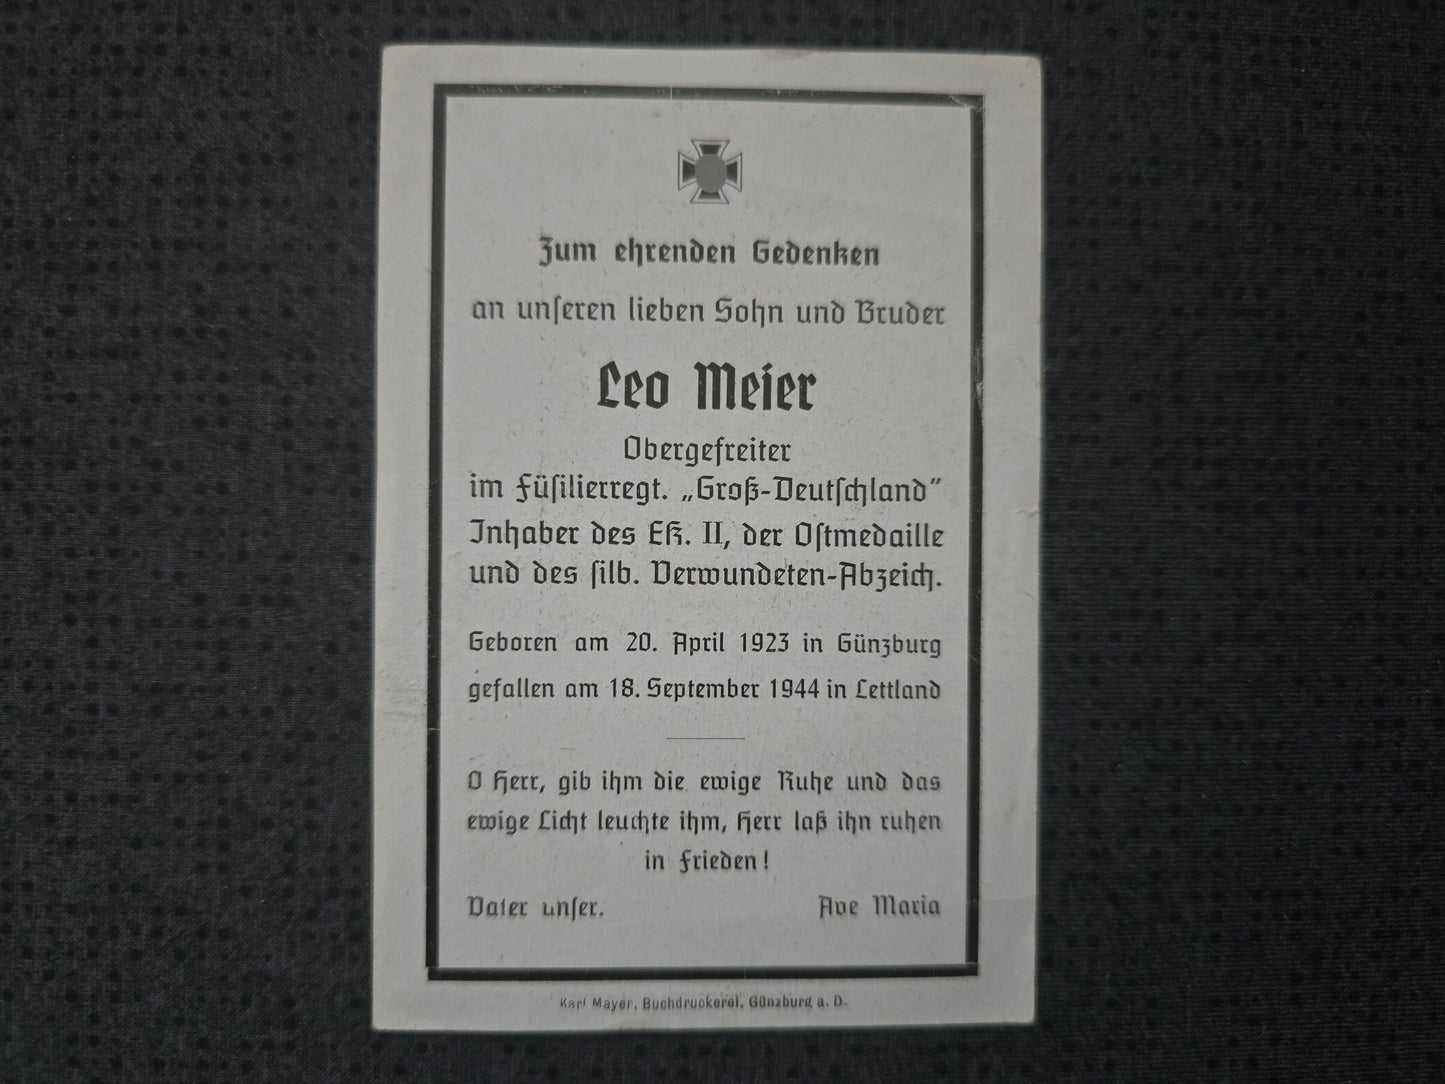 Zum ehrenden Gedenken
an unseren lieben Sohn und Bruder
Leo Meier
Obergefreiter
im Füsilierregt. „Groß-Deutschland"
Inhaber des EK. II, der Ostmedaille
und des silb. Verwundeten-Abzeich.
Geboren am 20. April 1923 in Günzburg
gefallen am 18. September 1944 in Lettland
O Herr, gib ihm die ewige Ruhe und das
ewige Licht leuchte ihm, Herr laß ihn ruhen
in Frieden!
Vater unser. Ave Maria
Karl Mayer, Buchdruckerei, Günzburg a. D.